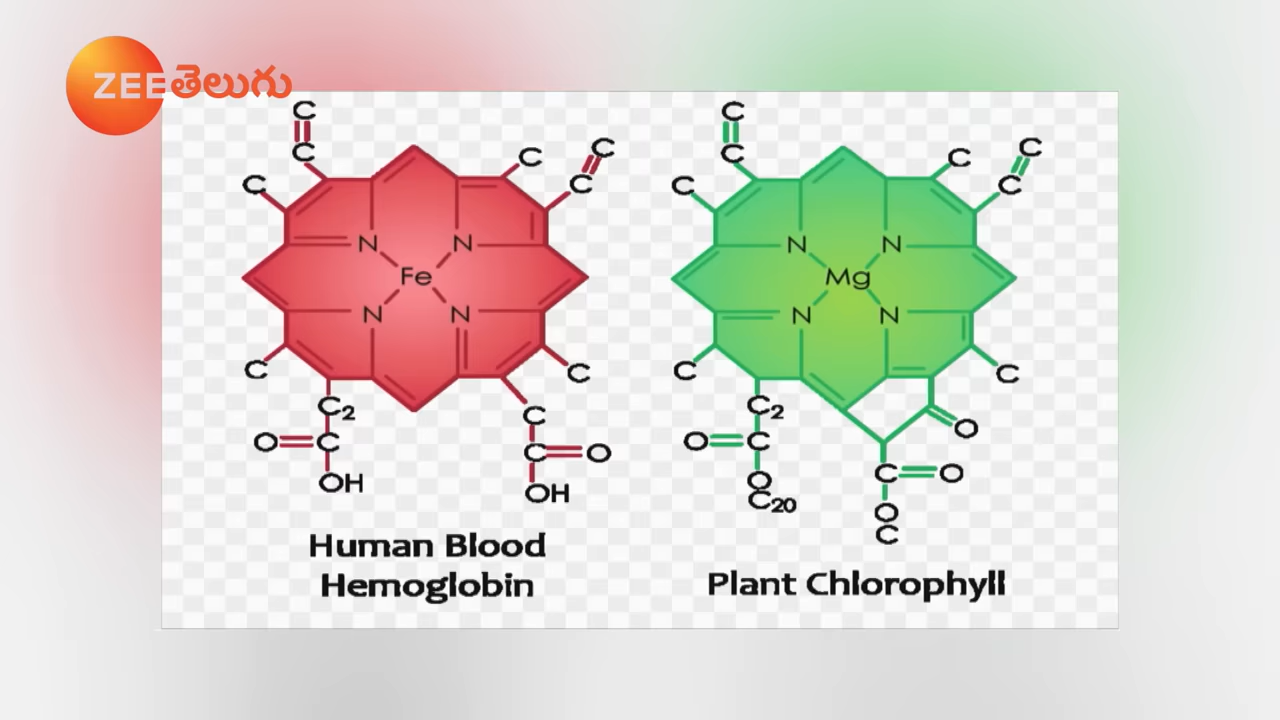 ZEE తెలుగు
C C
C C C C
C C C C
C C
N N N N
Fe Mg
N N N N
C C C C
C2 C C2 O
O C C O O C C O
OH OH O
C20 O
C
Human Blood
Hemoglobin
Plant Chlorophyll